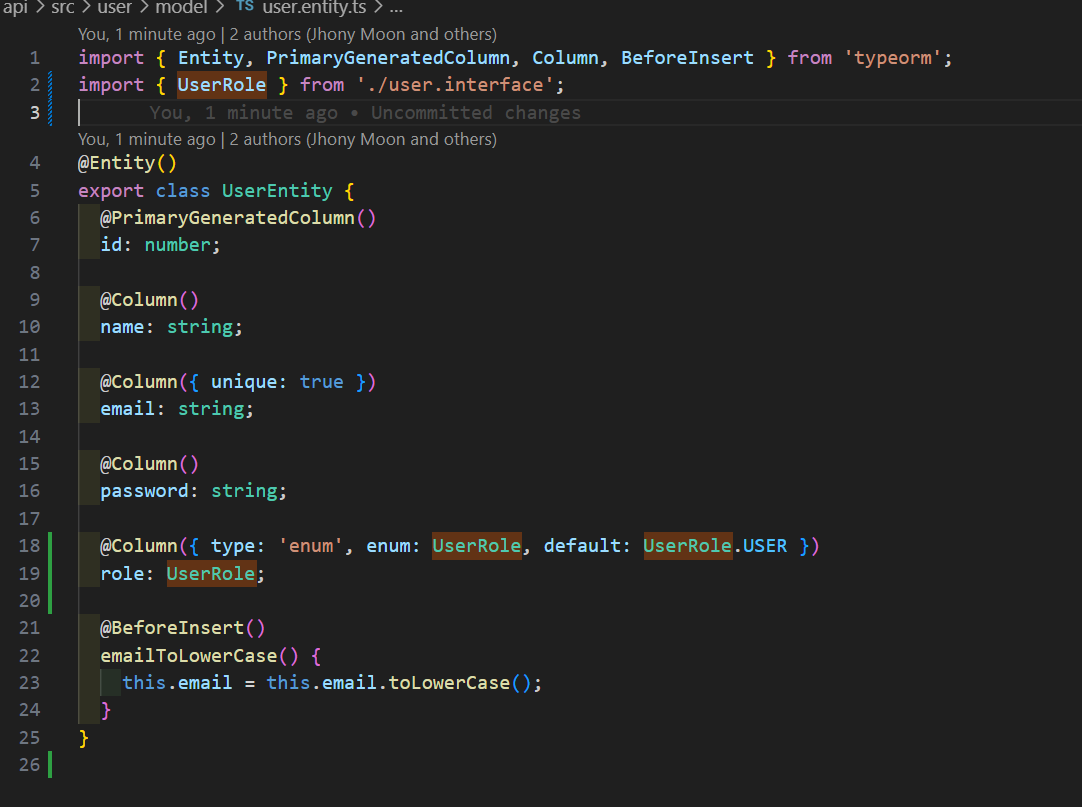 api > src > user > model > TS user.entity.ts > ...
You, 1 minute ago | 2 authors (Jhony Moon and others)
1 import { Entity, PrimaryGeneratedColumn, Column, BeforeInsert } from 'typeorm';
2 import { UserRole } from './user.interface';
3 You, 1 minute ago • Uncommitted changes
You, 1 minute ago | 2 authors (Jhony Moon and others)
4 @Entity()
5 export class UserEntity {
6 @PrimaryGeneratedColumn()
7 id: number;
8
9 @Column()
10 name: string;
11
12 @Column({ unique: true })
13 email: string;
14
15 @Column()
16 password: string;
17
18 @Column({ type: 'enum', enum: UserRole, default: UserRole.USER })
19 role: UserRole;
20
21 @BeforeInsert()
22 emailToLowerCase() {
23 this.email = this.email.toLowerCase();
24 }
25 }
26